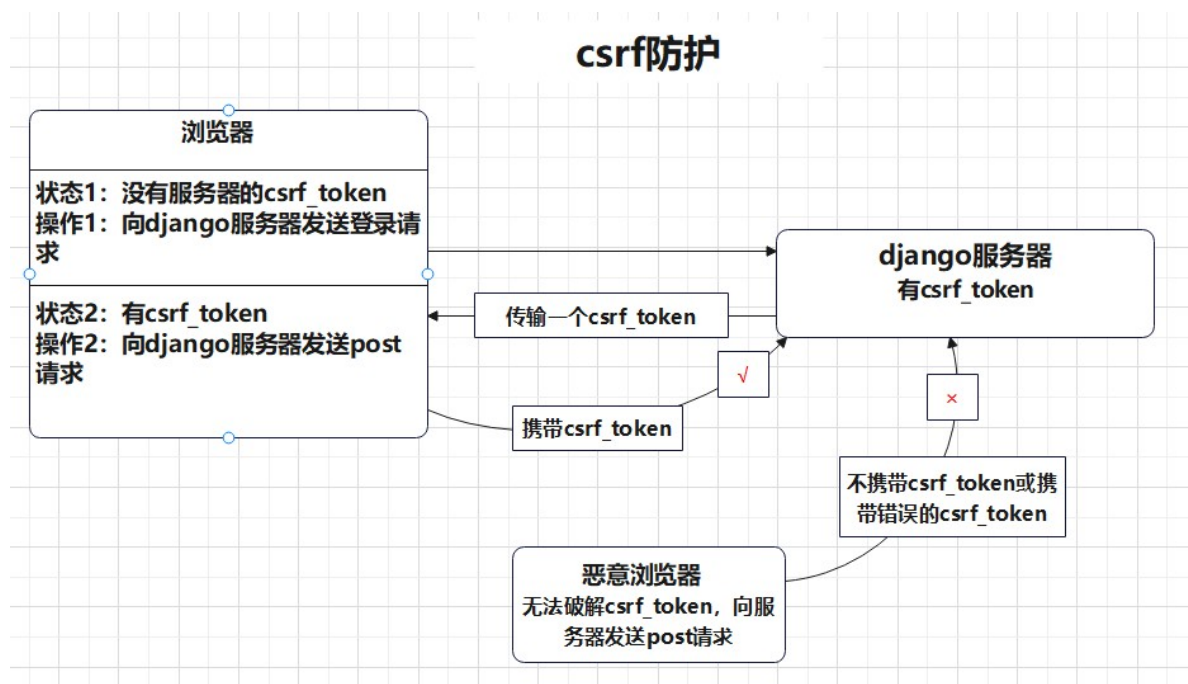 csrf防护
浏览器
状态1：没有服务器的csrf_token
操作1：向django服务器发送登录请
求
状态2：有csrf_token
操作2：向django服务器发送post
请求
django服务器
有csrf_token
传输一个csrf_token
√
携带csrf_token
×
不携带csrf_token或携
带错误的csrf_token
恶意浏览器
无法破解csrf_token，向服
务器发送post请求